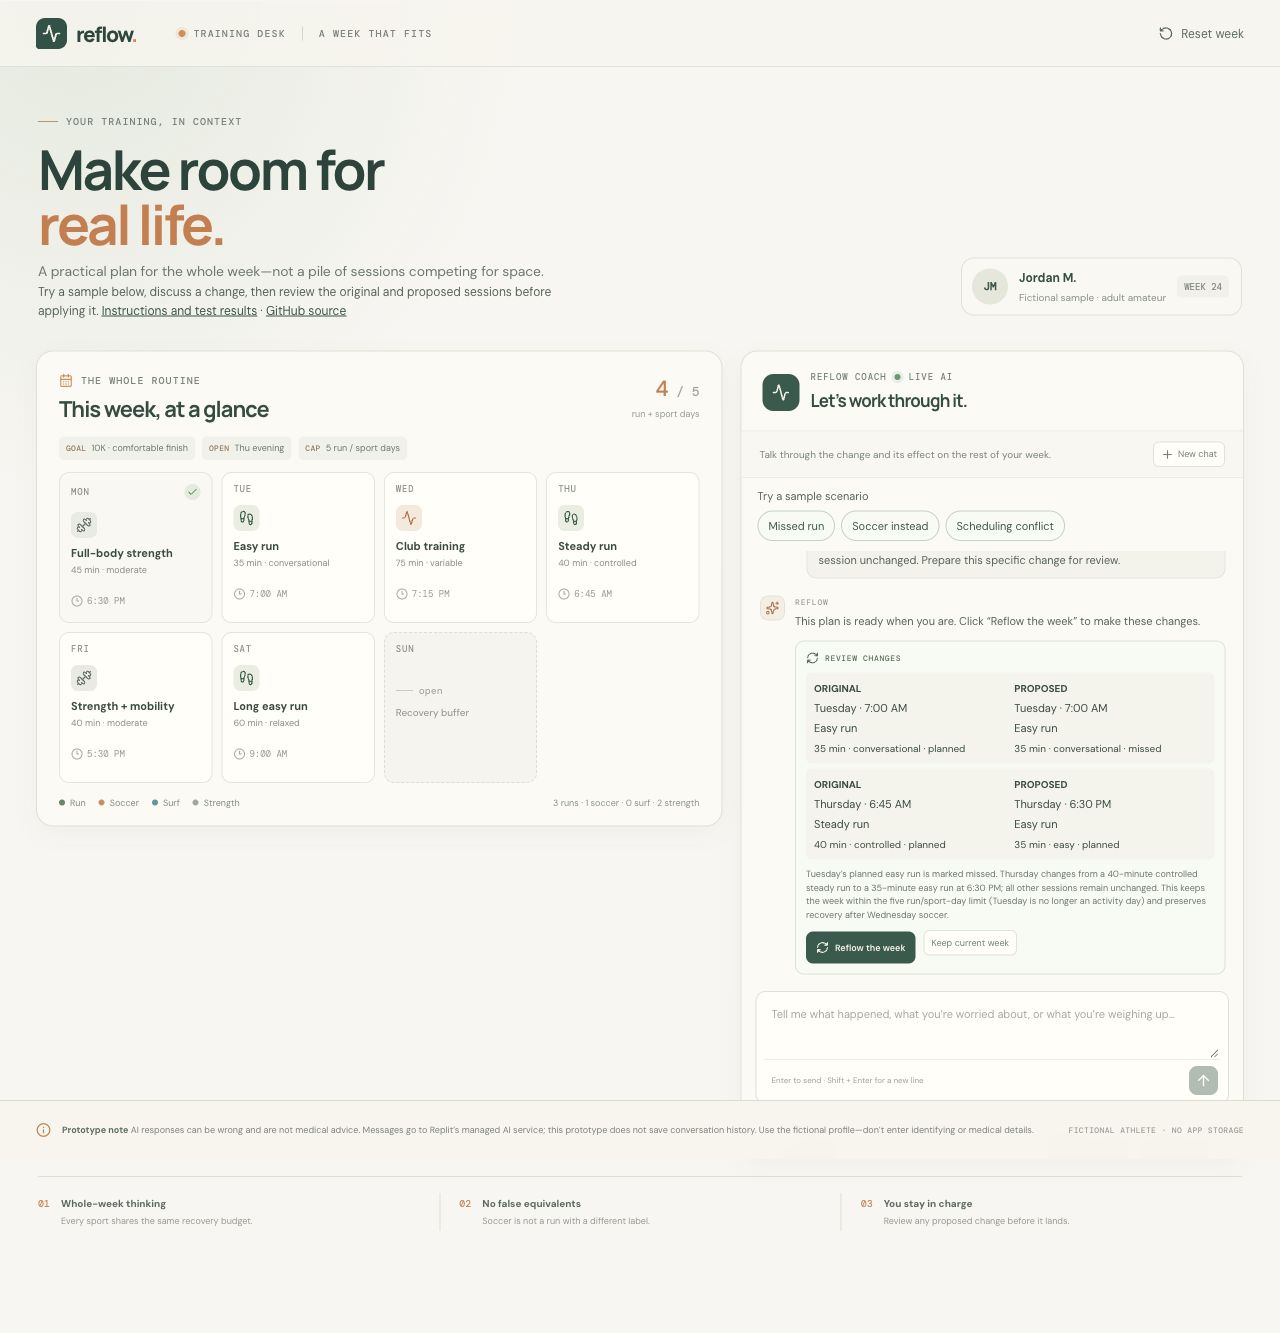 reflow.
TRAINING DESK
A WEEK THAT FITS
Reset week
YOUR TRAINING, IN CONTEXT
Make room for
real life.
A practical plan for the whole week—not a pile of sessions competing for space.
Try a sample below, discuss a change, then review the original and proposed sessions before
applying it. Instructions and test results · GitHub source
JM
Jordan M.
Fictional sample · adult amateur
WEEK 24
THE WHOLE ROUTINE
This week, at a glance
4 / 5
run + sport days
GOAL 10K · comfortable finish
OPEN Thu evening
CAP 5 run / sport days
MON
Full-body strength
45 min · moderate
6:30 PM
TUE
Easy run
35 min · conversational
7:00 AM
WED
Club training
75 min · variable
7:15 PM
THU
Steady run
40 min · controlled
6:45 AM
FRI
Strength + mobility
40 min · moderate
5:30 PM
SAT
Long easy run
60 min · relaxed
9:00 AM
SUN
open
Recovery buffer
Run
Soccer
Surf
Strength
3 runs · 1 soccer · 0 surf · 2 strength
REFLOW COACH
LIVE AI
Let's work through it.
Talk through the change and its effect on the rest of your week.
New chat
Try a sample scenario
Missed run
Soccer instead
Scheduling conflict
session unchanged. Prepare this specific change for review.
REFLOW
This plan is ready when you are. Click “Reflow the week” to make these changes.
REVIEW CHANGES
ORIGINAL
Tuesday · 7:00 AM
Easy run
35 min · conversational · planned
PROPOSED
Tuesday · 7:00 AM
Easy run
35 min · conversational · missed
ORIGINAL
Thursday · 6:45 AM
Steady run
40 min · controlled · planned
PROPOSED
Thursday · 6:30 PM
Easy run
35 min · easy · planned
Tuesday's planned easy run is marked missed. Thursday changes from a 40-minute controlled
steady run to a 35-minute easy run at 6:30 PM; all other sessions remain unchanged. This keeps
the week within the five run/sport-day limit (Tuesday is no longer an activity day) and preserves
recovery after Wednesday soccer.
Reflow the week
Keep current week
Tell me what happened, what you're worried about, or what you're weighing up...
Enter to send · Shift + Enter for a new line
Prototype note AI responses can be wrong and are not medical advice. Messages go to Replit's managed AI service; this prototype does not save conversation history. Use the fictional profile—don't enter identifying or medical details.
FICTIONAL ATHLETE · NO APP STORAGE
01
Whole-week thinking
Every sport shares the same recovery budget.
02
No false equivalents
Soccer is not a run with a different label.
03
You stay in charge
Review any proposed change before it lands.